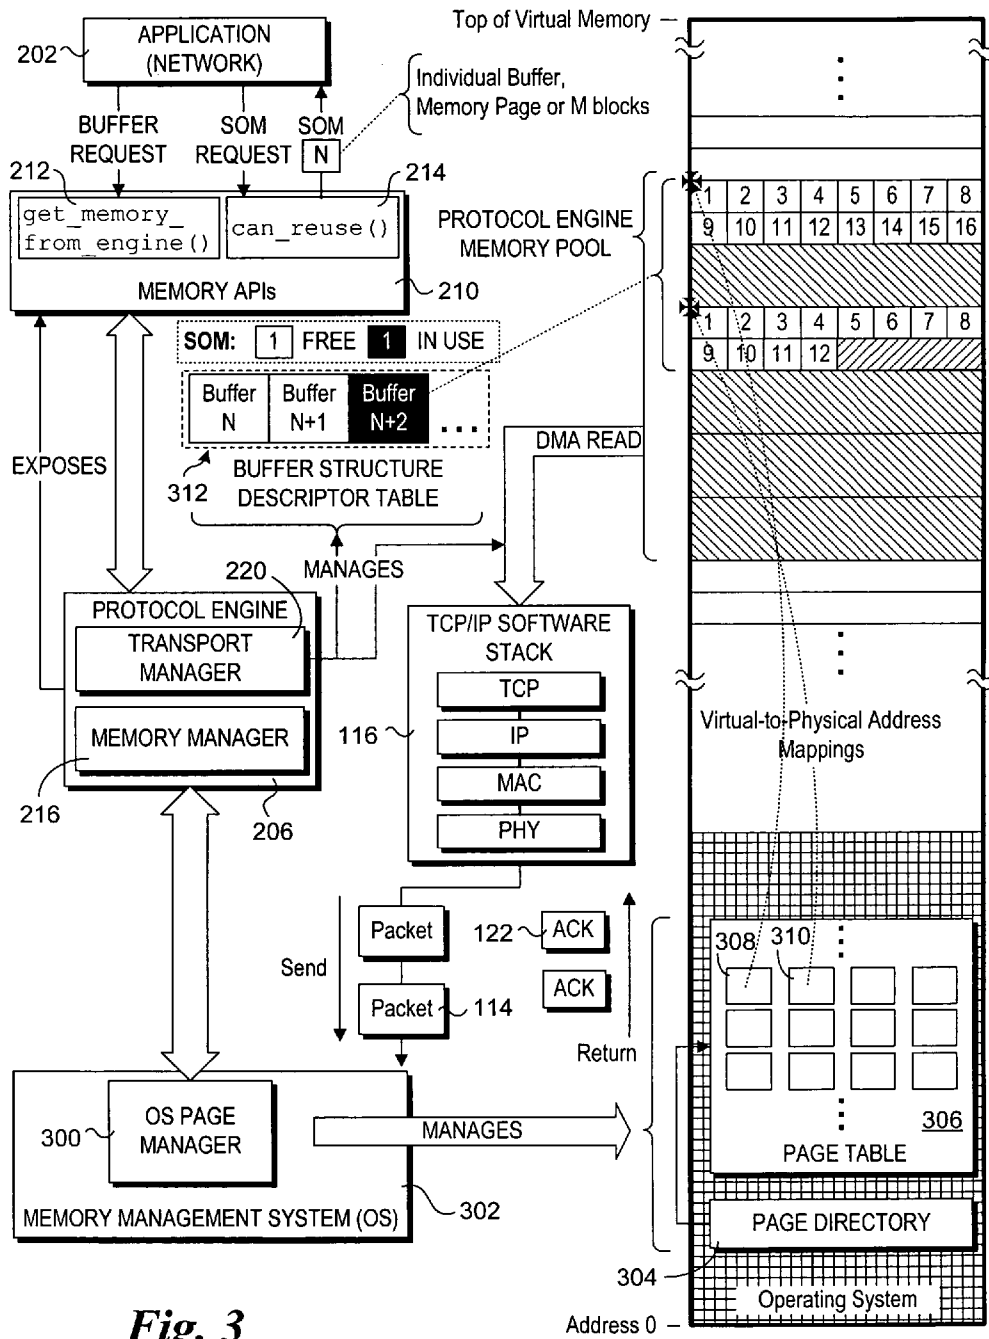 Top of Virtual Memory
APPLICATION
(NETWORK)
202
Individual Buffer,
Memory Page or M blocks
BUFFER
REQUEST
SOM
REQUEST
SOM
N
212
214
get_memory_
from_engine()
can_reuse()
MEMORY APIs
210
PROTOCOL ENGINE
MEMORY POOL
1 2 3 4 5 6 7 8
9 10 11 12 13 14 15 16
1 2 3 4 5 6 7 8
9 10 11 12
SOM: 1 FREE 1 IN USE
Buffer
N
Buffer
N+1
Buffer
N+2
...
312
BUFFER STRUCTURE
DESCRIPTOR TABLE
EXPOSES
DMA READ
MANAGES
220
PROTOCOL ENGINE
TRANSPORT
MANAGER
MEMORY MANAGER
216
206
TCP/IP SOFTWARE
STACK
TCP
IP
MAC
PHY
116
Virtual-to-Physical Address
Mappings
Send
Packet
Packet
114
122
ACK
ACK
Return
308
310
306
PAGE TABLE
PAGE DIRECTORY
304
300
OS PAGE
MANAGER
MANAGES
MEMORY MANAGEMENT SYSTEM (OS)
302
Operating System
Address 0
Fig. 3